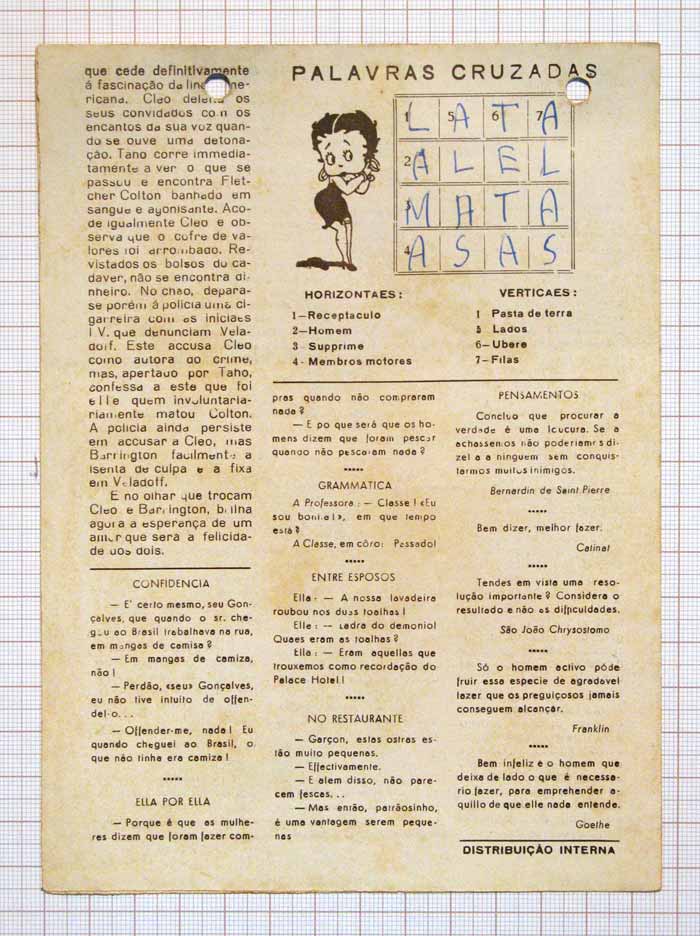 que cede definitivamente
á fascinação da
ricana. Cleo os
seus convidados com os
encantos da sua voz quan-
do se ouve uma detona-
ção. Tano corre immedia-
tamente a ver o que se
passou e encontra Flet-
cher Colton banhado em
sangue e agonisante. Aco-
de igualmente Cleo e ob-
serva que o cofre de va-
lores foi arrombado. Re-
vistados os bolsos do ca-
daver, não se encontra di-
nheiro. No chão, depara-
se porém á policia uma ci-
garreira com as iniciaes
I V. que denunciam Vela-
doff. Este accusa Cleo
como autora do crime,
mas, apertado por Taho,
confessa a este que foi
elle quem involuntaria-
riamente matou Colton.
A policia ainda persiste
em accusar a Cleo, mas
Barrington facilmente a
isenta de culpa e a fixa
em Veladoff.
E no olhar que trocam
Cleo e Barrington, brilha
agora a esperança de um
amor que será a felicida-
de dos dois.
CONFIDENCIA
— E' certo mesmo, seu Gon-
çalves, que quando o sr. che-
gou ao Brasil trabalhava na rua,
em mangas de camisa?
— Em mangas de camiza,
não!
— Perdão, «seu» Gonçalves,
eu não tive intuito de offen-
del-o...
— Offender-me, nada! Eu
quando cheguei ao Brasil, o
que não tinha era camiza!
•••••
ELLA POR ELLA
— Porque é que as mulhe-
res dizem que foram fazer com-
PALAVRAS CRUZADAS
1 L 5 A 6 T 7 A
2 A L E L
M A T A
4 A S A S
HORIZONTAES:
1—Receptaculo
2—Homem
3 Supprime
4- Membros motores
VERTICAES:
1 Pasta de terra
5 Lados
6—Ubere
7—Filas
pras quando não compraram
nada?
— E po que será que os ho-
mens dizem que foram pescar
quando não pescaram nada?
•••••
GRAMMATICA
A Professora: — Classe! «Eu
sou bonita!», em que tempo
está?
A Classe, em côro: Passado!
•••••
ENTRE ESPOSOS
Ella: — A nossa lavadeira
roubou nos duas toalhas!
Elle: — Ladra do demonio!
Quaes eram as toalhas?
Ella: — Eram aquellas que
trouxemos como recordação do
Palace Hotel!
•••••
NO RESTAURANTE
— Garçon, estas ostras es-
tão muito pequenas.
— Effectivamente.
— E alem disso, não pare-
cem fescas...
— Mas então, patrãosinho,
é uma vantagem serem peque-
nas
PENSAMENTOS
Concluo que procurar a
verdade é uma loucura. Se a
achassemos não poderiamos di-
zel a a ninguem sem conquis-
tarmos muitos inimigos.
Bernardin de Saint Pierre
•••••
Bem dizer, melhor fazer.
Catinat
•••••
Tendes em vista uma reso-
lução importante? Considera o
resultado e não as difficuldades.
São João Chrysostomo
•••••
Só o homem activo póde
fruir essa especie de agradavel
lazer que os preguiçosos jamais
conseguem alcançar.
Franklin
•••••
Bem infeliz e o homem que
deixa de lado o que é necessa-
rio fazer, para emprehender a-
quillo de que elle nada entende.
Goethe
DISTRIBUIÇÃO INTERNA